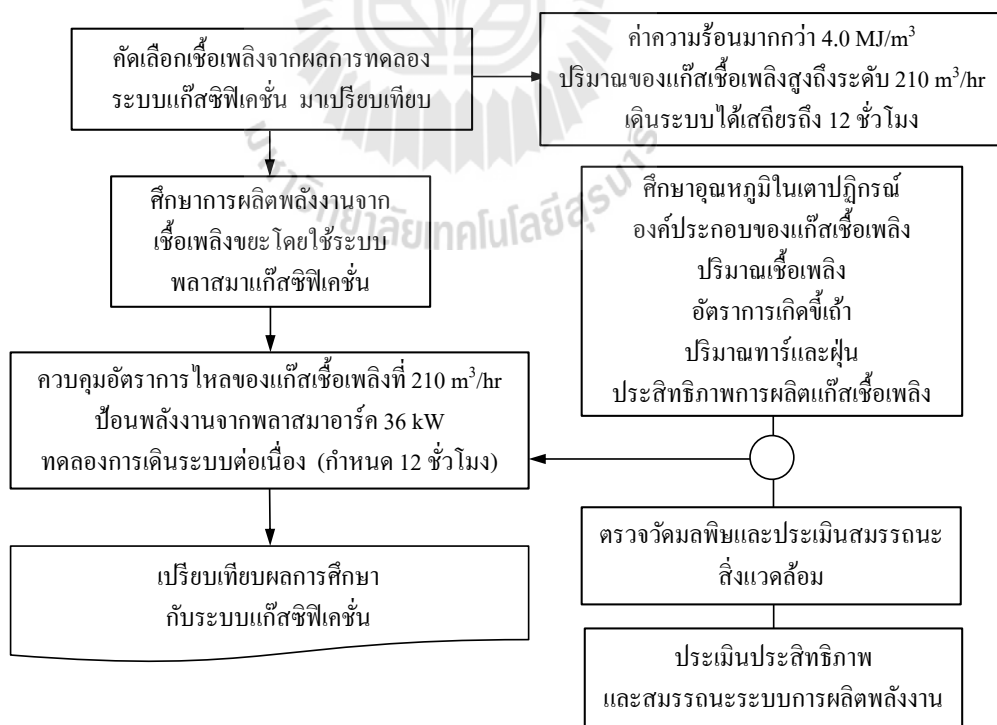 คัดเลือกเชื้อเพลิงจากผลการทดลอง
ระบบแก๊สซิฟิเคชั่น มาเปรียบเทียบ
ค่าความร้อนมากกว่า 4.0 MJ/m³
ปริมาณของแก๊สเชื้อเพลิงสูงถึงระดับ 210 m³/hr
เดินระบบได้เสถียรถึง 12 ชั่วโมง
มหาวิทยาลัยเทคโนโลยีสุรนารี
ศึกษาการผลิตพลังงานจาก
เชื้อเพลิงขยะโดยใช้ระบบ
พลาสมาแก๊สซิฟิเคชั่น
ศึกษาอุณหภูมิในเตาปฏิกรณ์
องค์ประกอบของแก๊สเชื้อเพลิง
ปริมาณเชื้อเพลิง
อัตราการเกิดขี้เถ้า
ปริมาณทาร์และฝุ่น
ประสิทธิภาพการผลิตแก๊สเชื้อเพลิง
ควบคุมอัตราการไหลของแก๊สเชื้อเพลิงที่ 210 m³/hr
ป้อนพลังงานจากพลาสมาอาร์ค 36 kW
ทดลองการเดินระบบต่อเนื่อง (กำหนด 12 ชั่วโมง)
ตรวจวัดมลพิษและประเมินสมรรถนะ
สิ่งแวดล้อม
เปรียบเทียบผลการศึกษา
กับระบบแก๊สซิฟิเคชั่น
ประเมินประสิทธิภาพ
และสมรรถนะระบบการผลิตพลังงาน